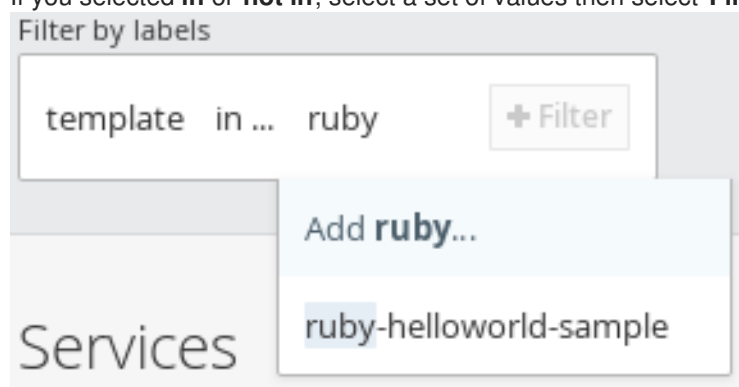 Filter by labels
template in ... ruby + Filter
Add ruby...
ruby-helloworld-sample
Services